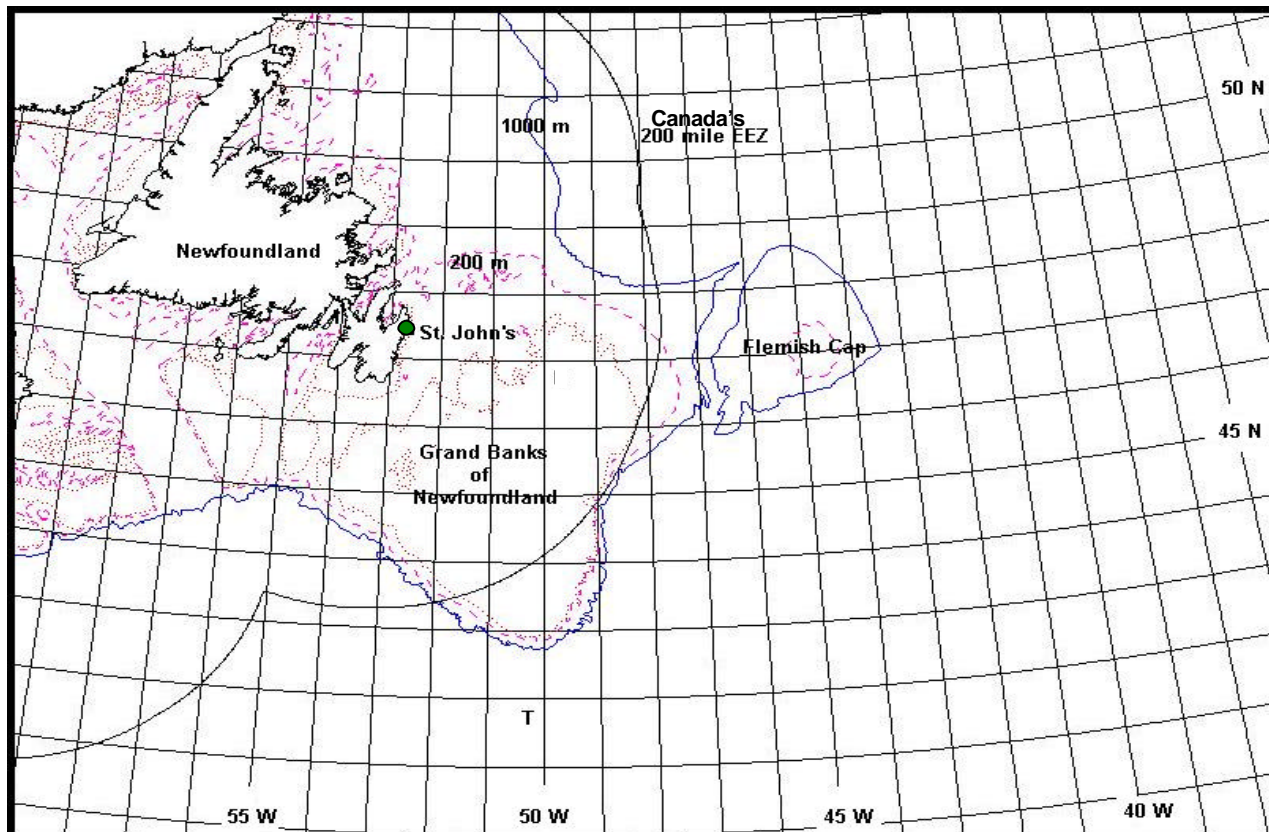 50 N
Canada's
1000 m
200 mile EEZ
Newfoundland
200 m
St. John's
Flemish Cap
45 N
Grand Banks
of
Newfoundland
T
55 W
50 W
45 W
40 W